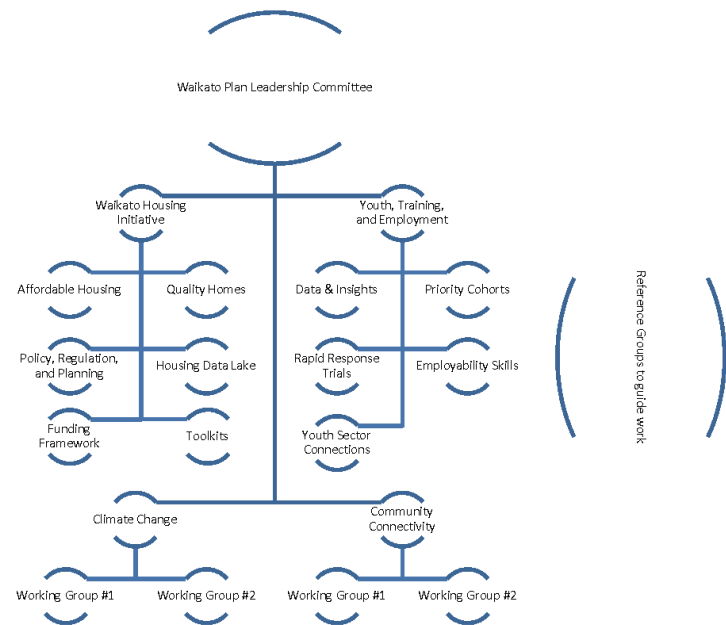 Waikato Plan Leadership Committee
Waikato Housing
Initiative
Youth, Training,
and Employment
Affordable Housing
Quality Homes
Data & Insights
Priority Cohorts
Policy, Regulation,
and Planning
Housing Data Lake
Rapid Response
Trials
Employability Skills
Funding
Framework
Toolkits
Youth Sector
Connections
Reference Groups to guide work
Climate Change
Community
Connectivity
Working Group #1
Working Group #2
Working Group #1
Working Group #2